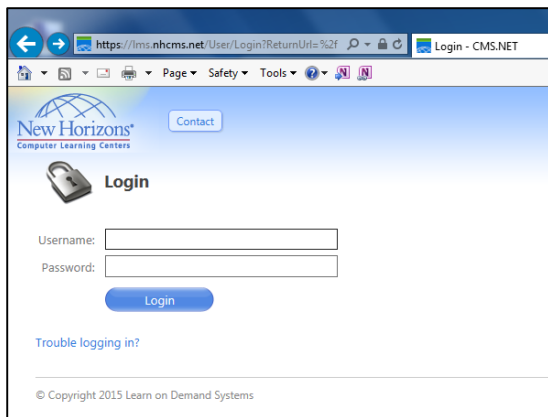 https://lms.nhcms.net/User/Login?ReturnUrl=%2f
Login - CMS.NET
Page
Safety
Tools
New Horizons®
Computer Learning Centers
Contact
Login
Username:
Password:
Login
Trouble logging in?
© Copyright 2015 Learn on Demand Systems